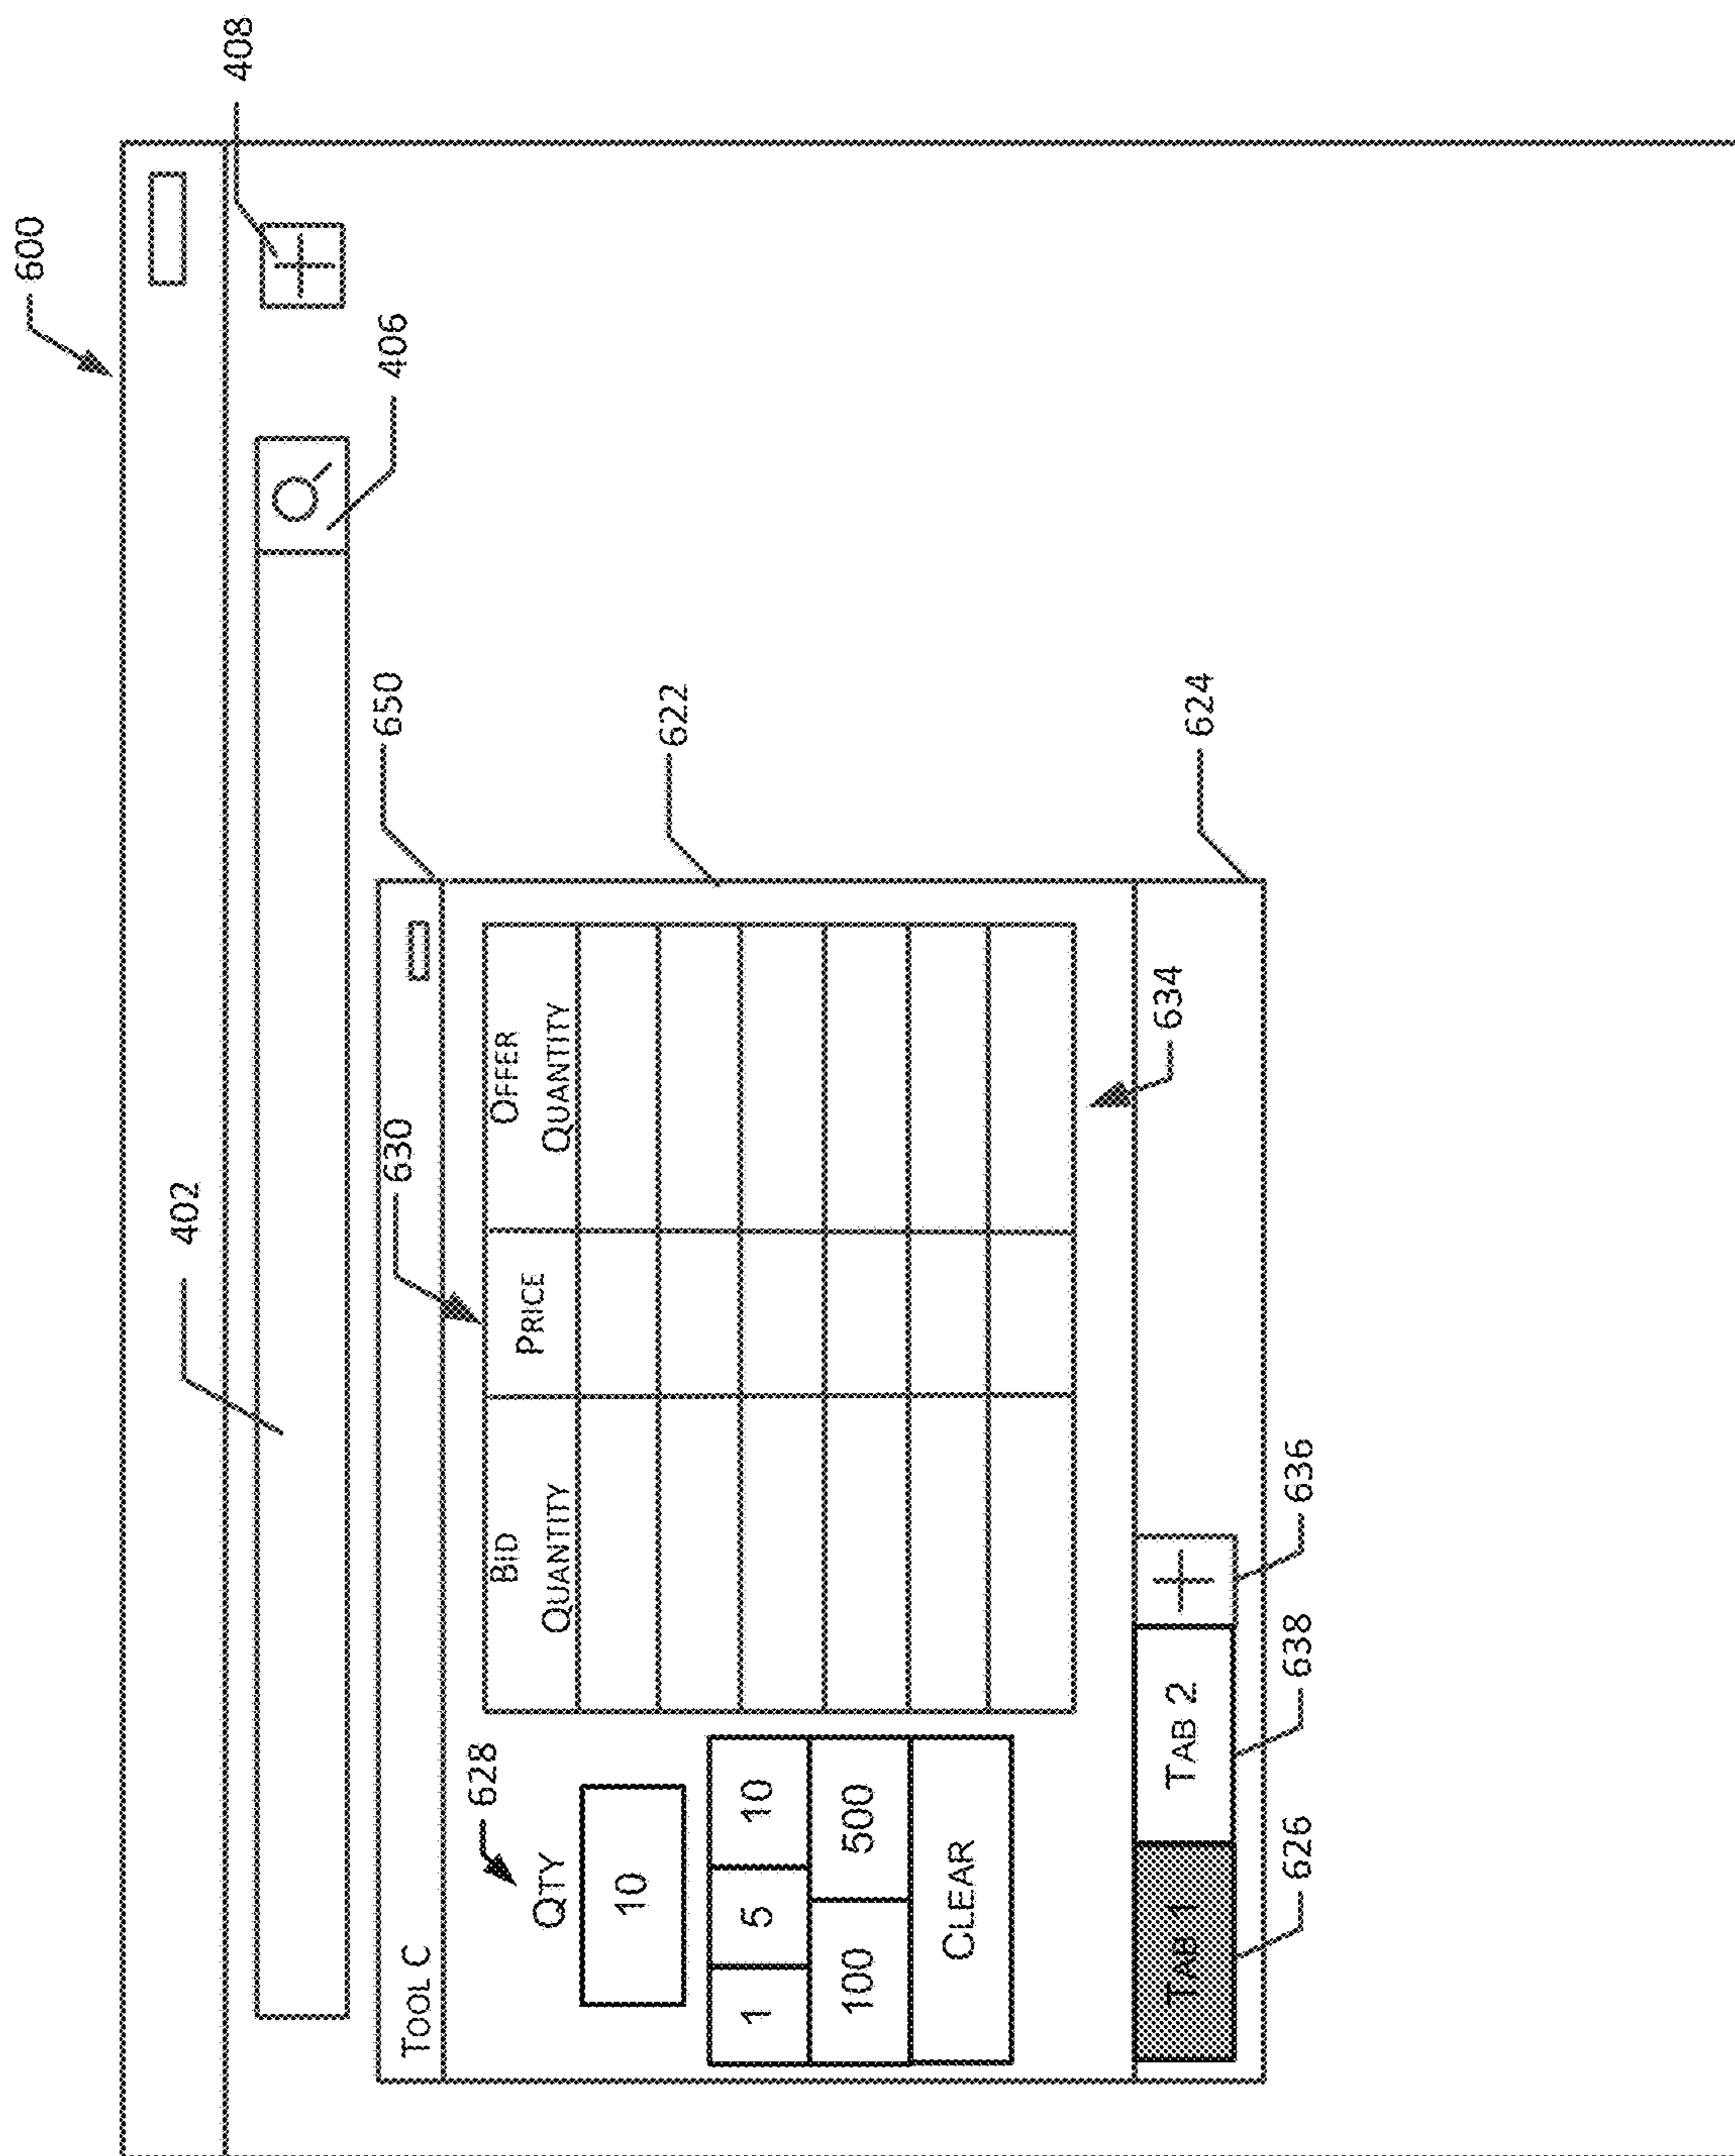 600
408
402
406
650
TOOL C
630
622
628
QTY
10
1 5 10
100 500
CLEAR
BID
QUANTITY
PRICE
OFFER
QUANTITY
634
624
TAB 1
TAB 2
626
638
636